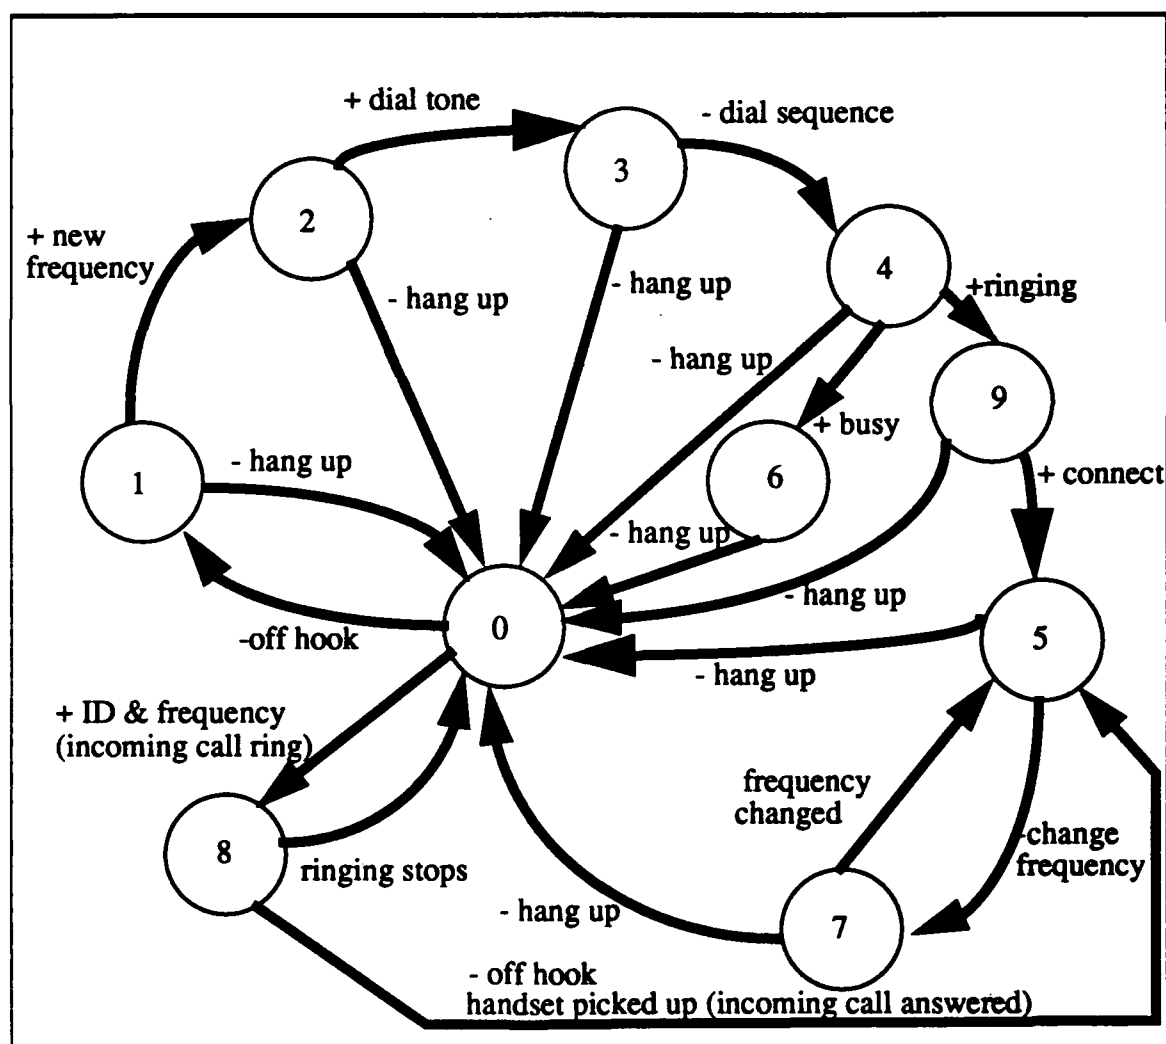 + dial tone
- dial sequence
3
2
+ new
frequency
4
- hang up
- hang up
+ringing
- hang up
9
+ busy
- hang up
1
6
+ connect
- hang up
- hang up
0
5
-off hook
- hang up
+ ID & frequency
(incoming call ring)
frequency
changed
-change
frequency
8
ringing stops
- hang up
7
- off hook
handset picked up (incoming call answered)